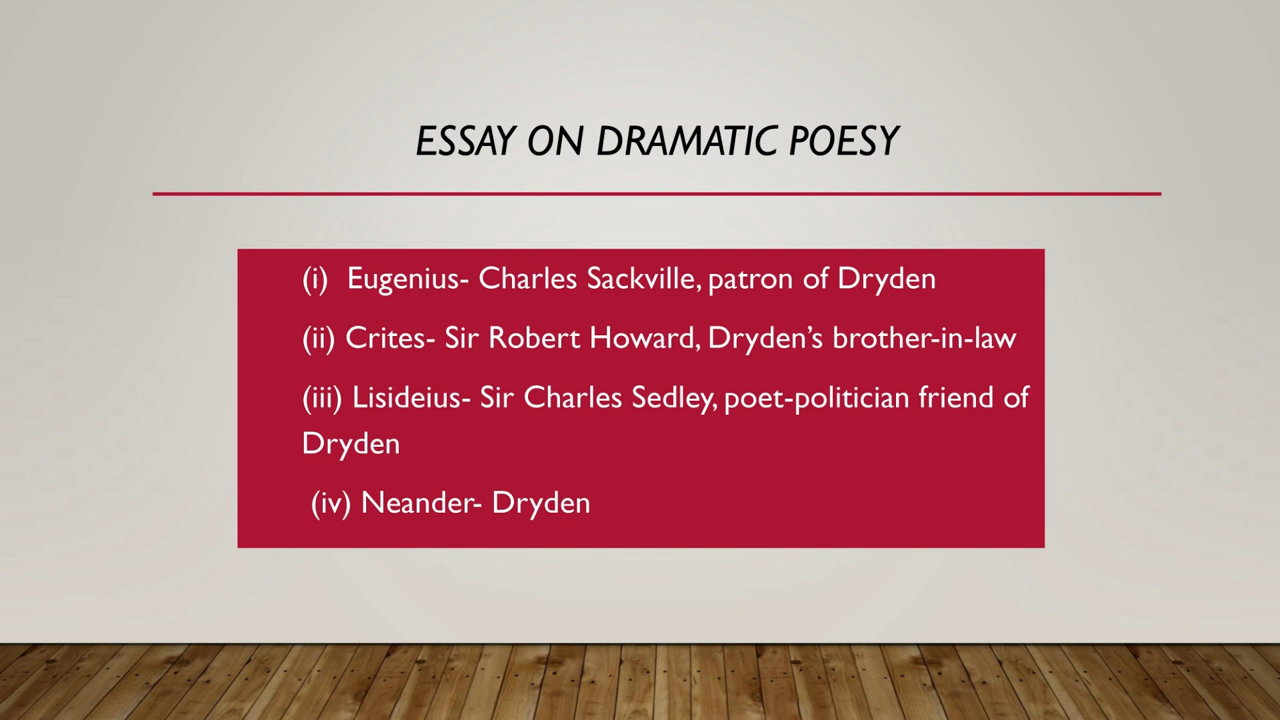 ESSAY ON DRAMATIC POESY
(i) Eugenius- Charles Sackville, patron of Dryden
(ii) Crites- Sir Robert Howard, Dryden’s brother-in-law
(iii) Lisideius- Sir Charles Sedley, poet-politician friend of
Dryden
(iv) Neander- Dryden